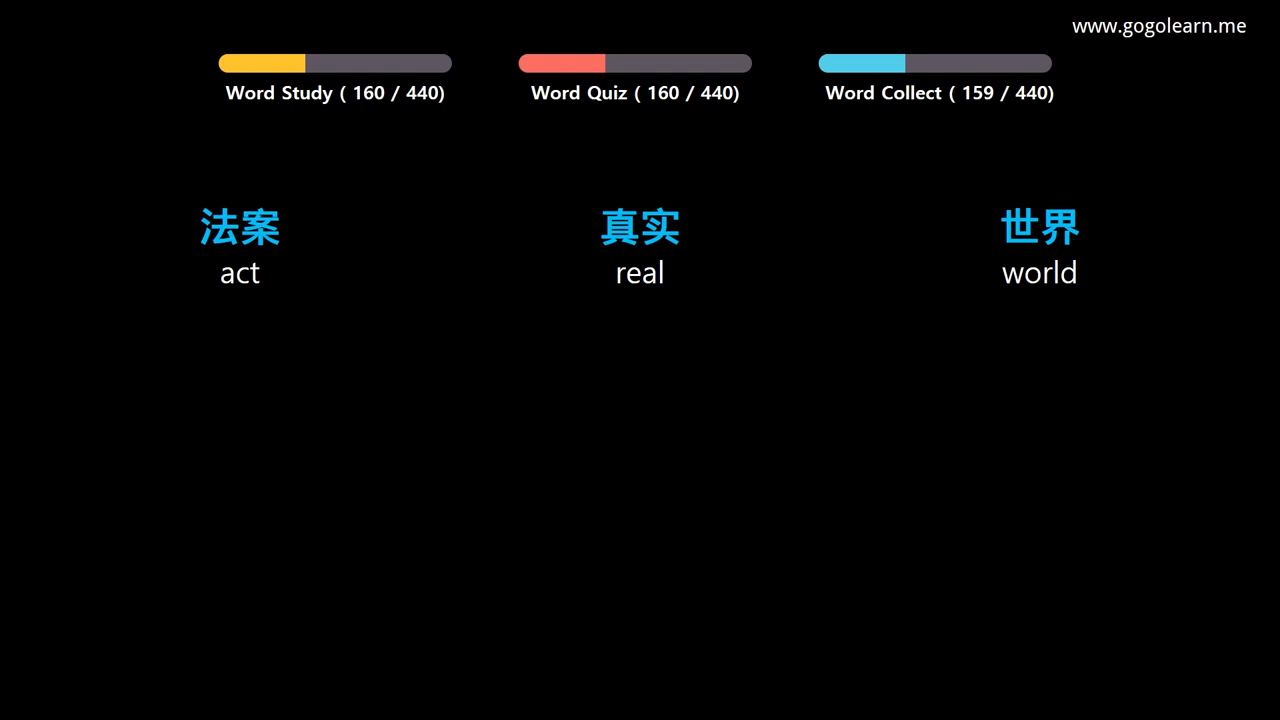 www.gogolearn.me
Word Study ( 160 / 440)
Word Quiz ( 160 / 440)
Word Collect ( 159 / 440)
法案
act
真实
real
世界
world